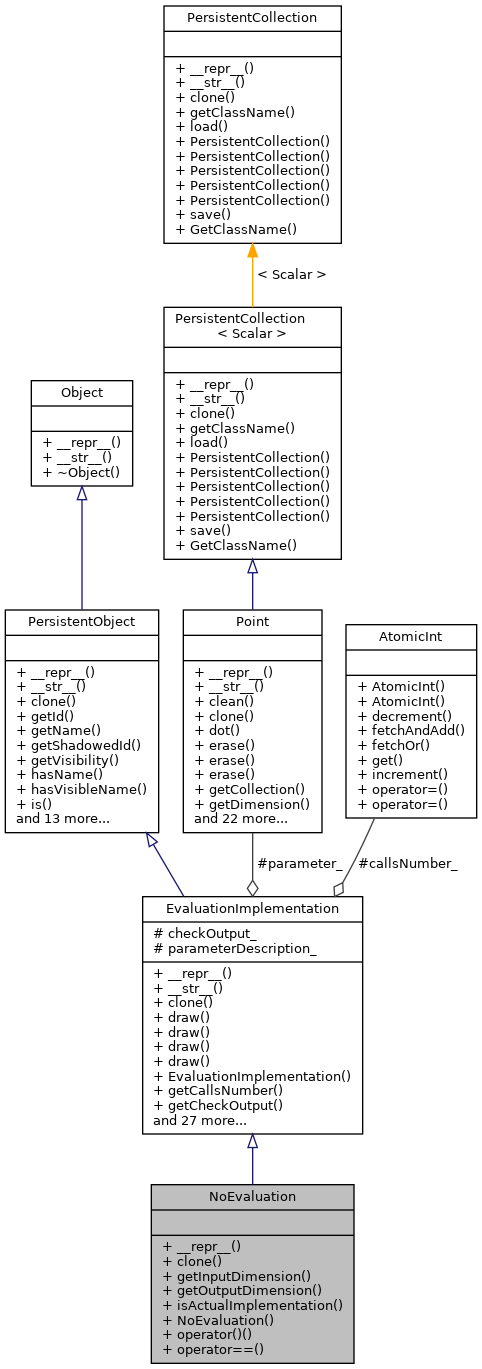 PersistentCollection
+ __repr__()
+ __str__()
+ clone()
+ getClassName()
+ load()
+ PersistentCollection()
+ PersistentCollection()
+ PersistentCollection()
+ PersistentCollection()
+ PersistentCollection()
+ save()
+ GetClassName()
< Scalar >
PersistentCollection
< Scalar >
+ __repr__()
+ __str__()
+ clone()
+ getClassName()
+ load()
+ PersistentCollection()
+ PersistentCollection()
+ PersistentCollection()
+ PersistentCollection()
+ PersistentCollection()
+ save()
+ GetClassName()
Object
+ __repr__()
+ __str__()
+ ~Object()
PersistentObject
+ __repr__()
+ __str__()
+ clone()
+ getId()
+ getName()
+ getShadowedId()
+ getVisibility()
+ hasName()
+ hasVisibleName()
+ is()
and 13 more...
Point
+ __repr__()
+ __str__()
+ clean()
+ clone()
+ dot()
+ erase()
+ erase()
+ erase()
+ getCollection()
+ getDimension()
and 22 more...
AtomicInt
+ AtomicInt()
+ AtomicInt()
+ decrement()
+ fetchAndAdd()
+ fetchOr()
+ get()
+ increment()
+ operator=()
+ operator=()
#parameter_
#callsNumber_
EvaluationImplementation
# checkOutput_
# parameterDescription_
+ __repr__()
+ __str__()
+ clone()
+ draw()
+ draw()
+ draw()
+ draw()
+ EvaluationImplementation()
+ getCallsNumber()
+ getCheckOutput()
and 27 more...
NoEvaluation
+ __repr__()
+ clone()
+ getInputDimension()
+ getOutputDimension()
+ isActualImplementation()
+ NoEvaluation()
+ operator()()
+ operator==()